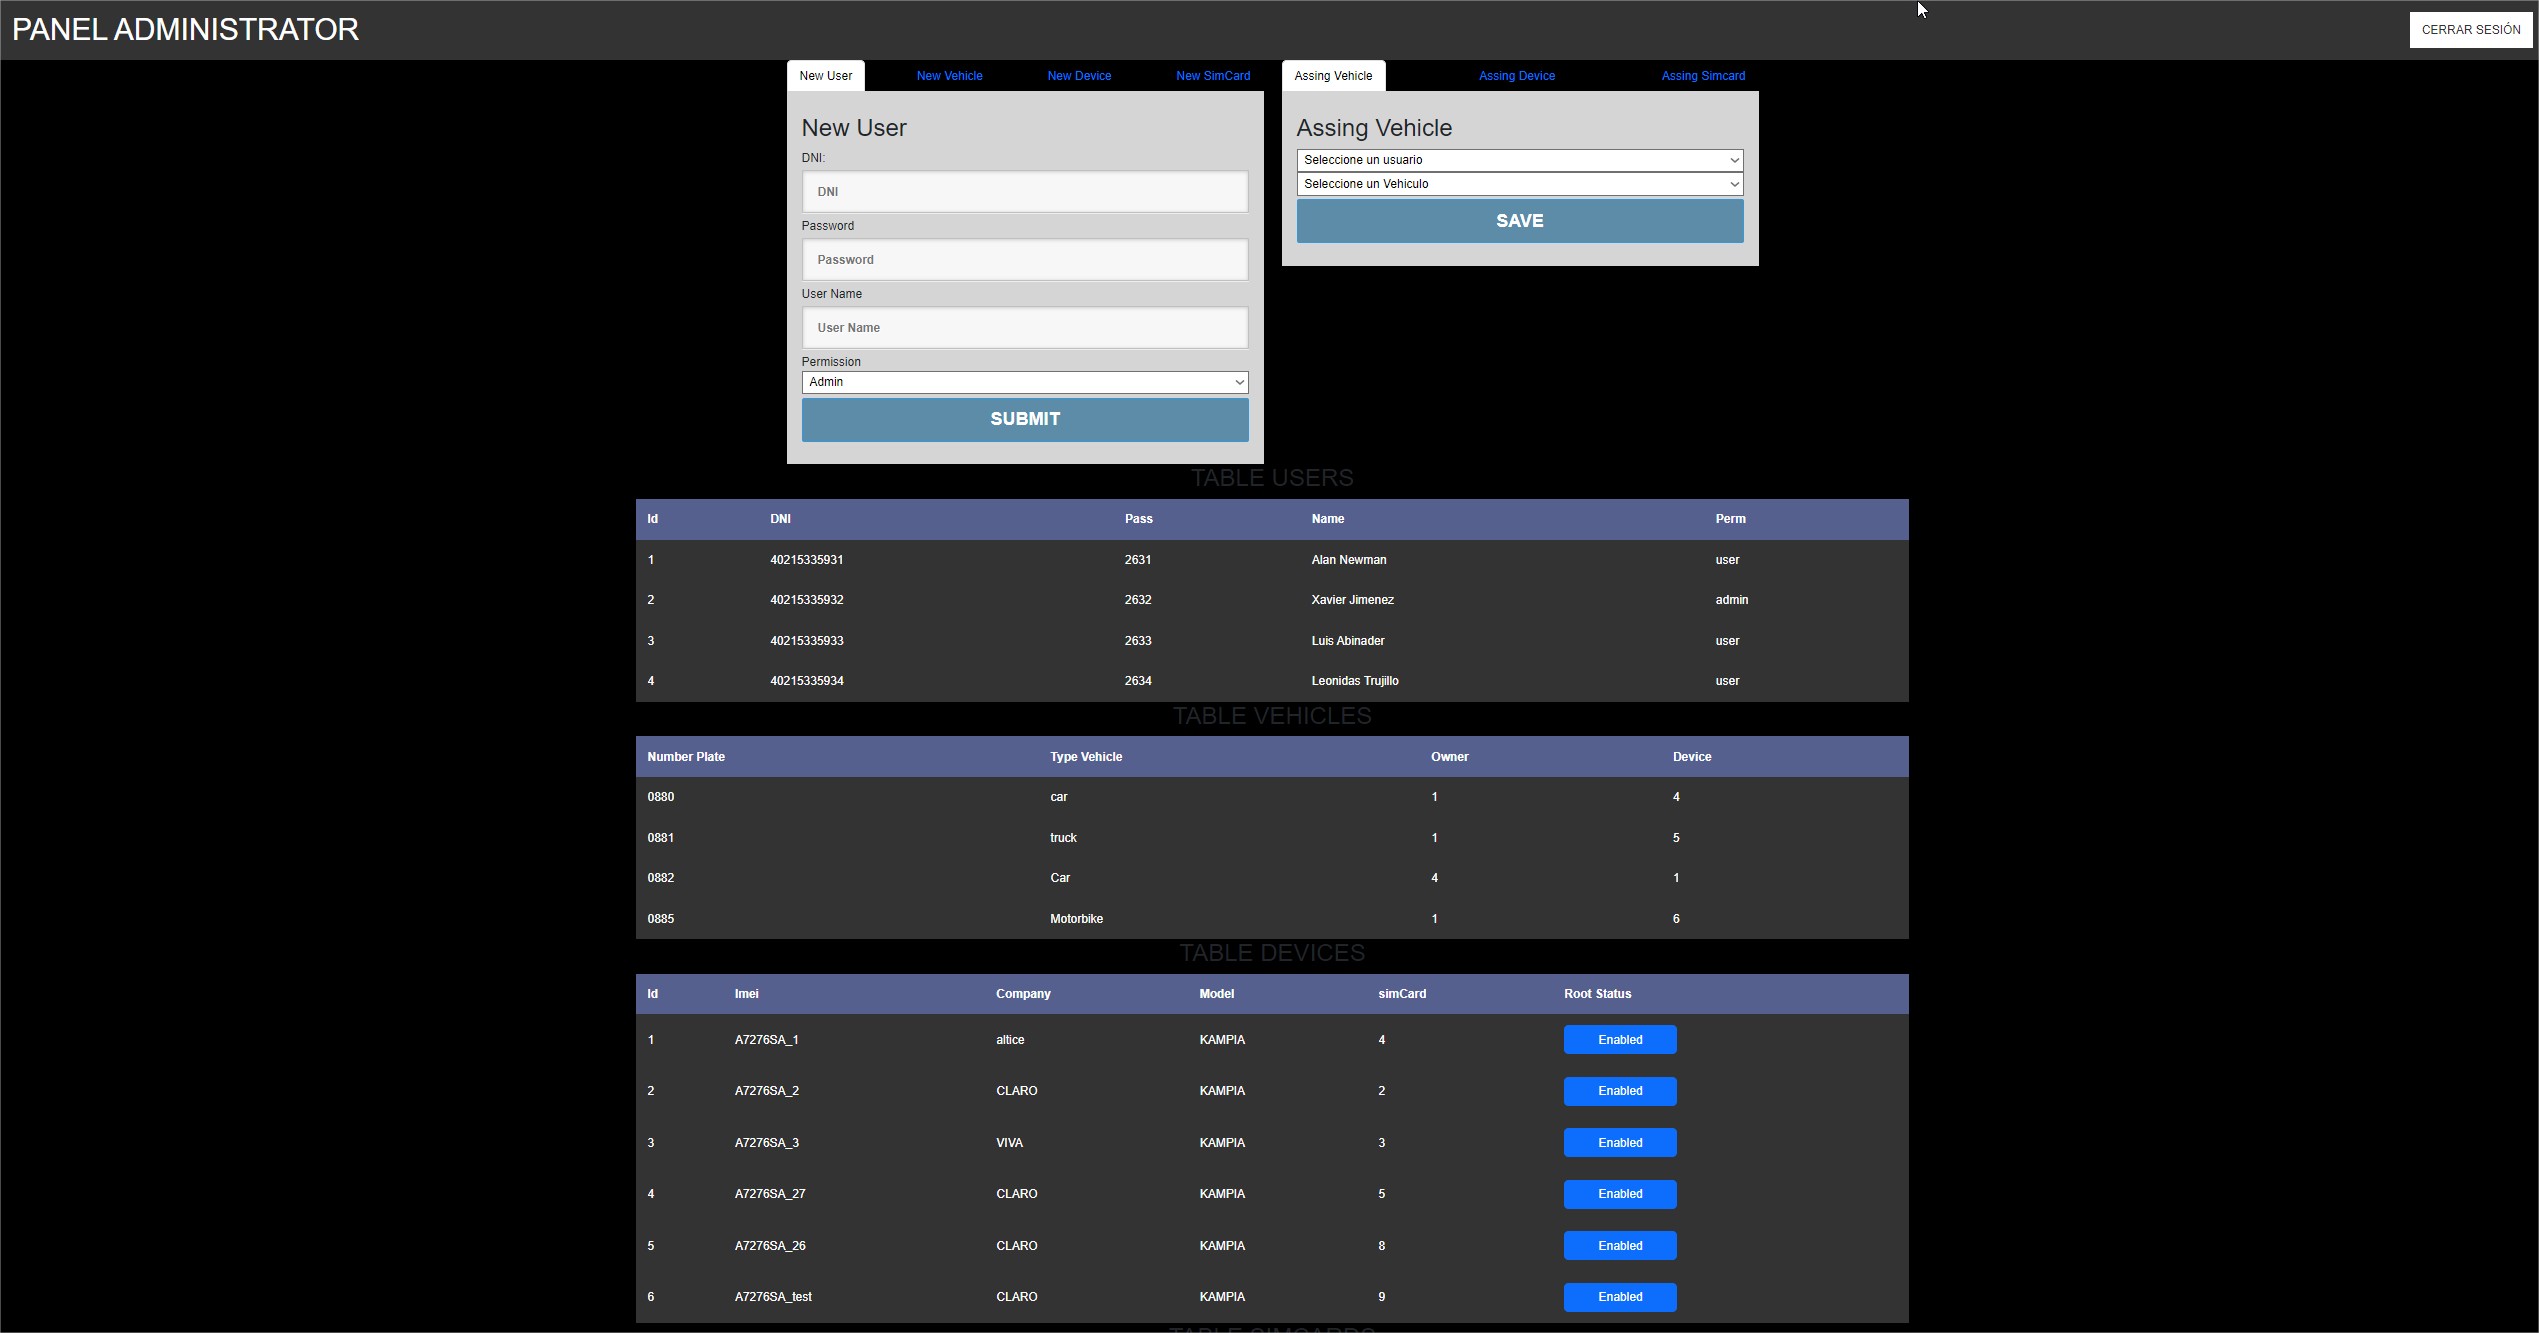 PANEL ADMINISTRATOR
CERRAR SESIÓN
New User New Vehicle New Device New SimCard
New User
DNI:
DNI
Password
Password
User Name
User Name
Permission
Admin
SUBMIT
Assing Vehicle Assing Device Assing Simcard
Assing Vehicle
Seleccione un usuario
Seleccione un Vehiculo
SAVE
TABLE USERS
Id DNI Pass Name Perm
1 40215335931 2631 Alan Newman user
2 40215335932 2632 Xavier Jimenez admin
3 40215335933 2633 Luis Abinader user
4 40215335934 2634 Leonidas Trujillo user
TABLE VEHICLES
Number Plate Type Vehicle Owner Device
0880 car 1 4
0881 truck 1 5
0882 Car 4 1
0885 Motorbike 1 6
TABLE DEVICES
Id Imei Company Model simCard Root Status
1 A7276SA_1 altice KAMPIA 4 Enabled
2 A7276SA_2 CLARO KAMPIA 2 Enabled
3 A7276SA_3 VIVA KAMPIA 3 Enabled
4 A7276SA_27 CLARO KAMPIA 5 Enabled
5 A7276SA_26 CLARO KAMPIA 8 Enabled
6 A7276SA_test CLARO KAMPIA 9 Enabled
TABLE SIMCARDS